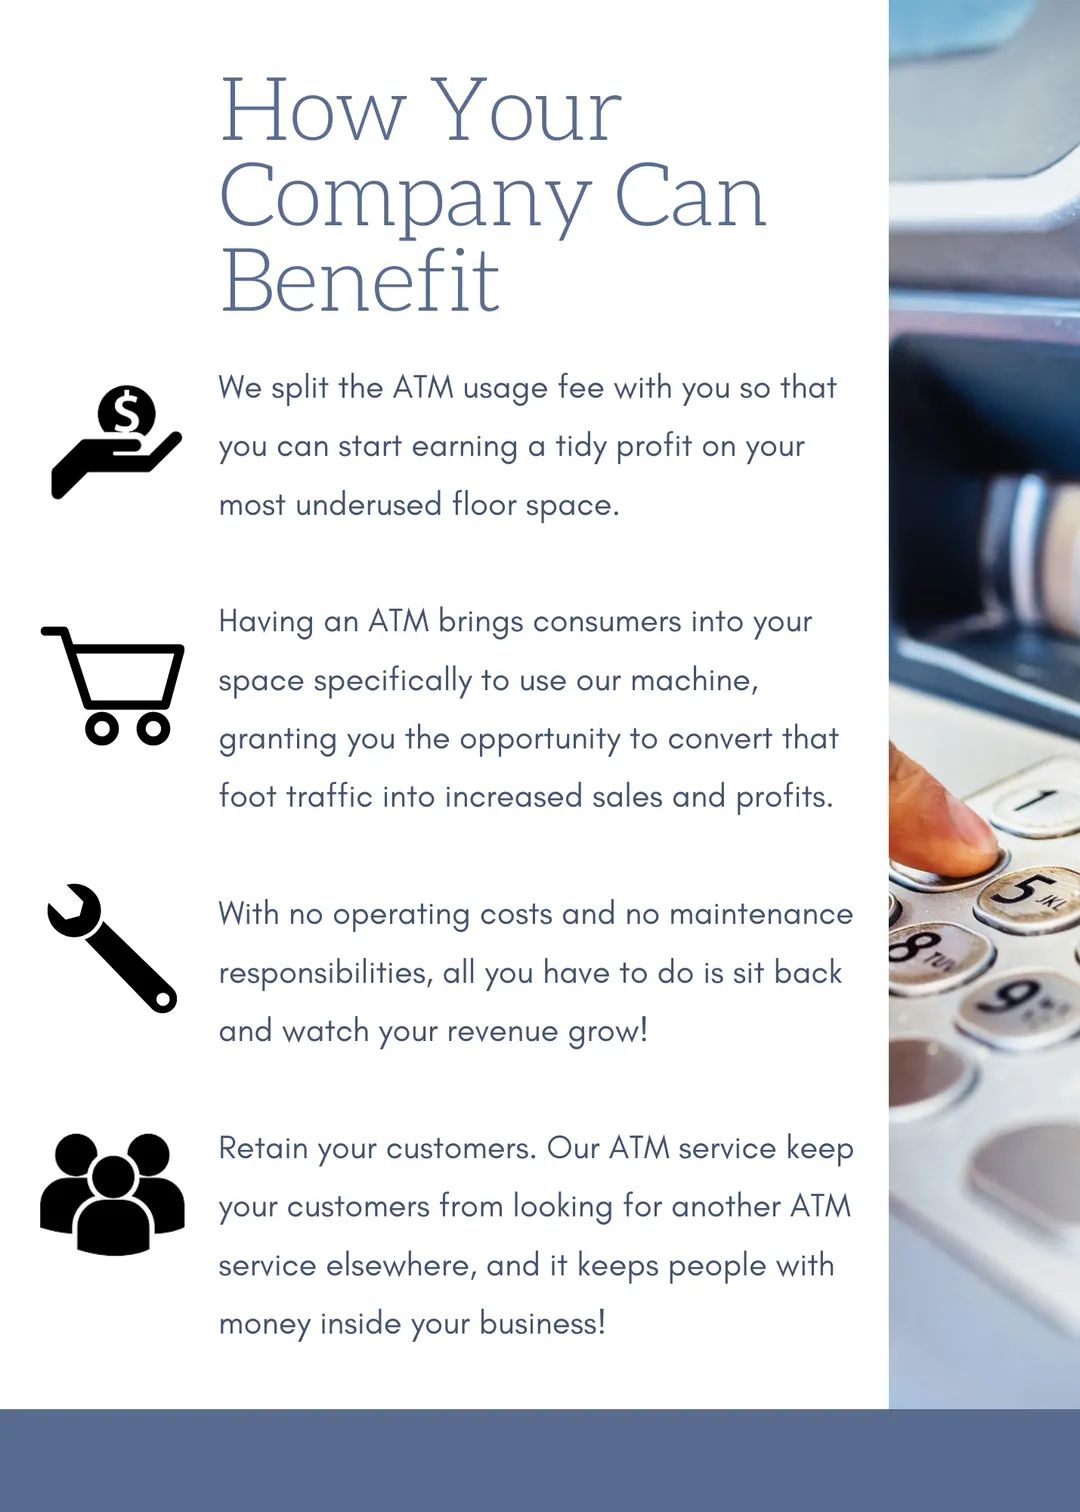 How Your
Company Can
Benefit
$
We split the ATM usage fee with you so that
you can start earning a tidy profit on your
most underused floor space.
Having an ATM brings consumers into your
space specifically to use our machine,
granting you the opportunity to convert that
foot traffic into increased sales and profits.
With no operating costs and no maintenance
responsibilities, all you have to do is sit back
and watch your revenue grow!
Retain your customers. Our ATM service keep
your customers from looking for another ATM
service elsewhere, and it keeps people with
money inside your business!
1
5 JKL
8 TUV
9